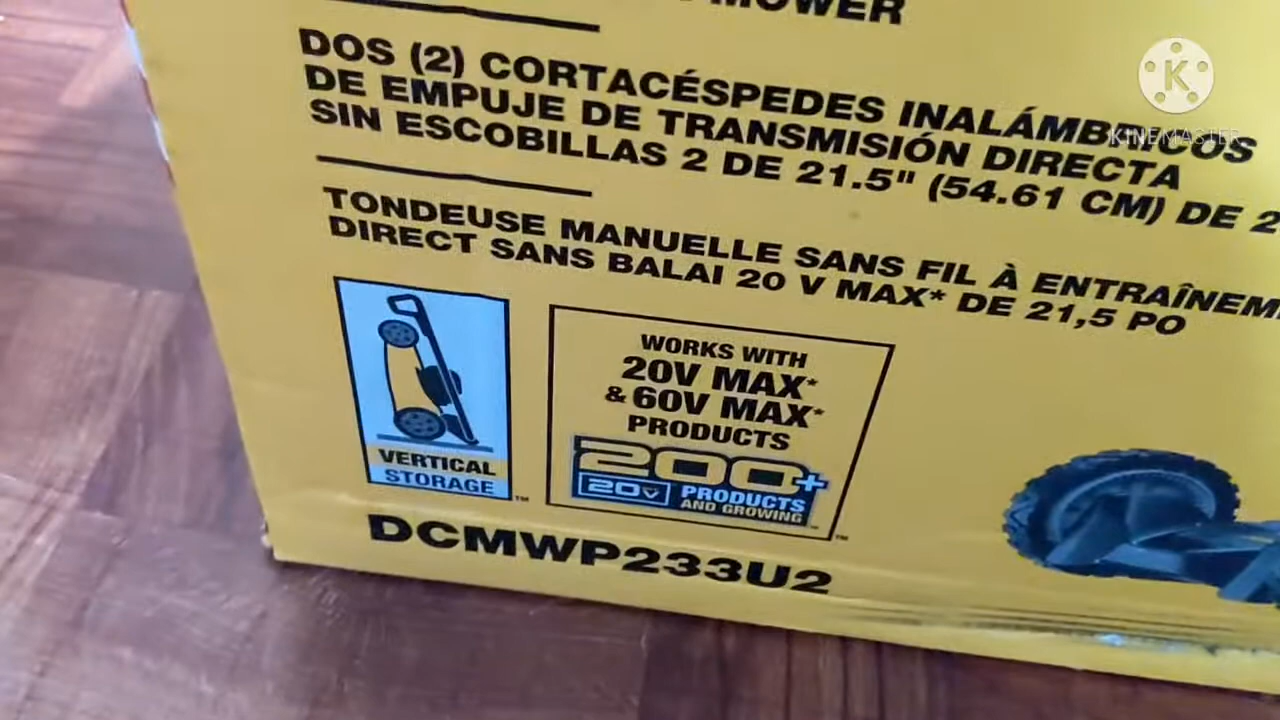 MOWER
DOS (2) CORTACÉSPEDES INALÁMBRICOS
DE EMPUJE DE TRANSMISIÓN DIRECTA
SIN ESCOBILLAS 2 DE 21.5" (54.61 CM) DE 2
TONDEUSE MANUELLE SANS FIL À ENTRAÎNEM
DIRECT SANS BALAI 20 V MAX* DE 21,5 PO
VERTICAL
STORAGE™
WORKS WITH
20V MAX*
& 60V MAX*
PRODUCTS
200+
20V PRODUCTS
AND GROWING™
DCMWP233U2
K
KINEMASTER